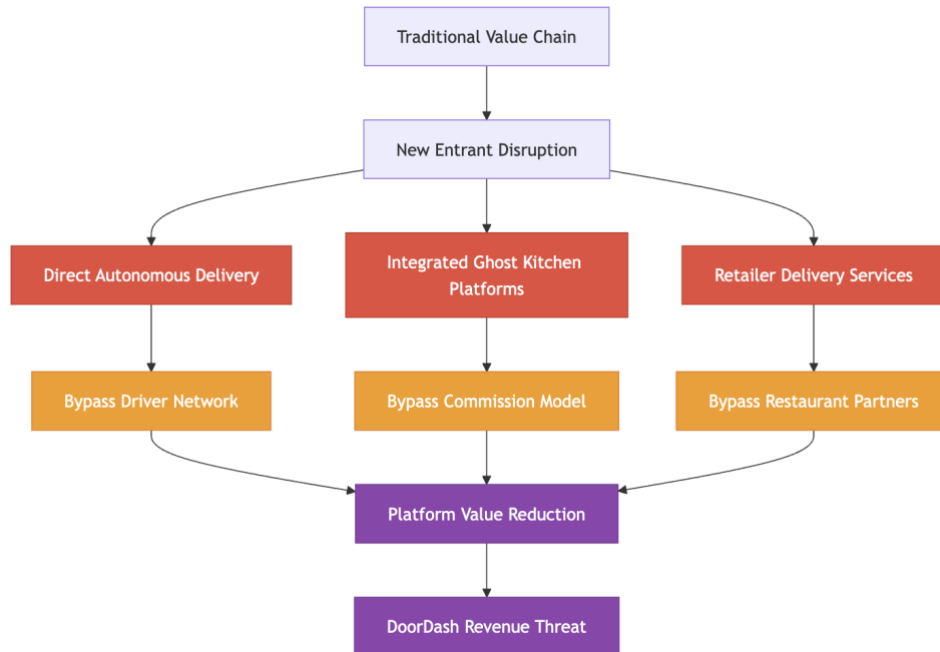 Traditional Value Chain
New Entrant Disruption
Direct Autonomous Delivery
Integrated Ghost Kitchen
Platforms
Retailer Delivery Services
Bypass Driver Network
Bypass Commission Model
Bypass Restaurant Partners
Platform Value Reduction
DoorDash Revenue Threat